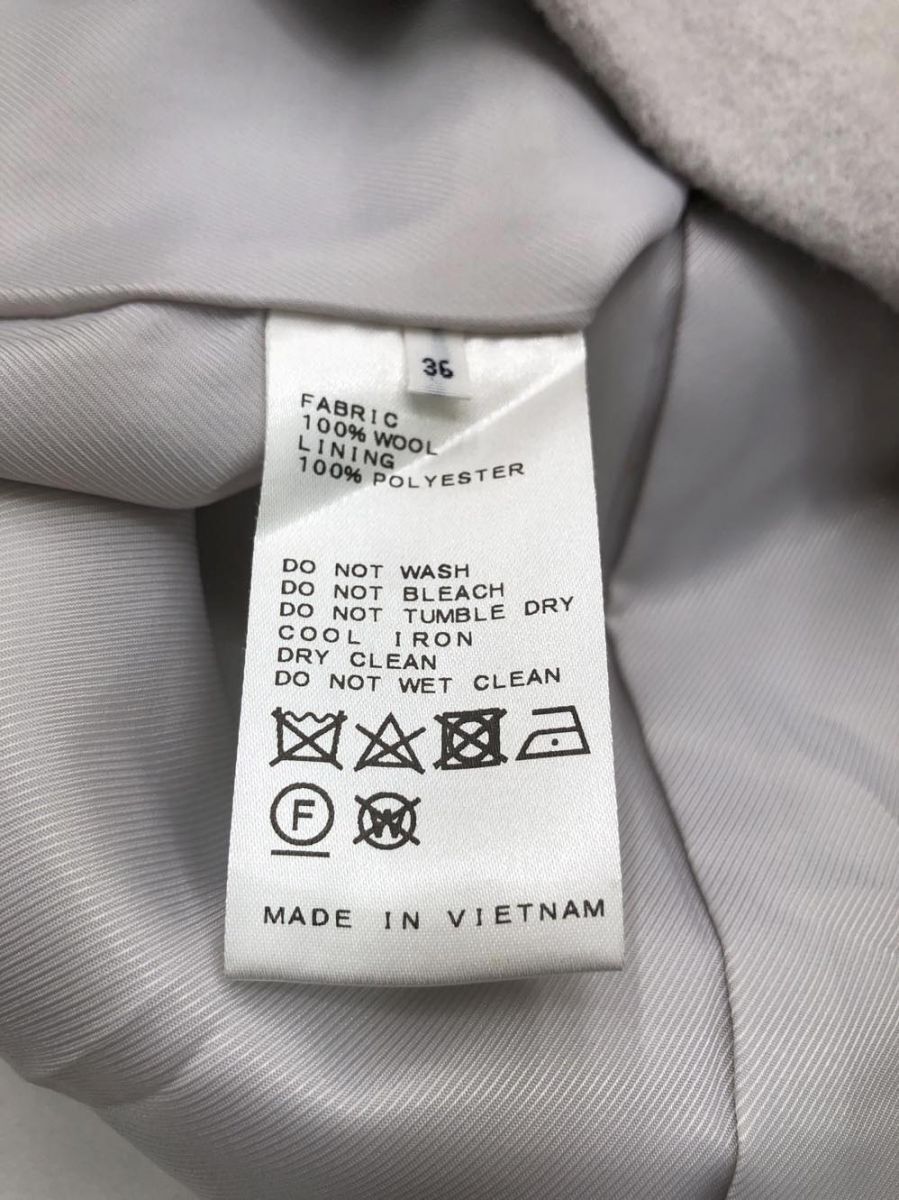 36
FABRIC
100% WOOL
LINING
100% POLYESTER
DO NOT WASH
DO NOT BLEACH
DO NOT TUMBLE DRY
COOL IRON
DRY CLEAN
DO NOT WET CLEAN
F W
MADE IN VIETNAM